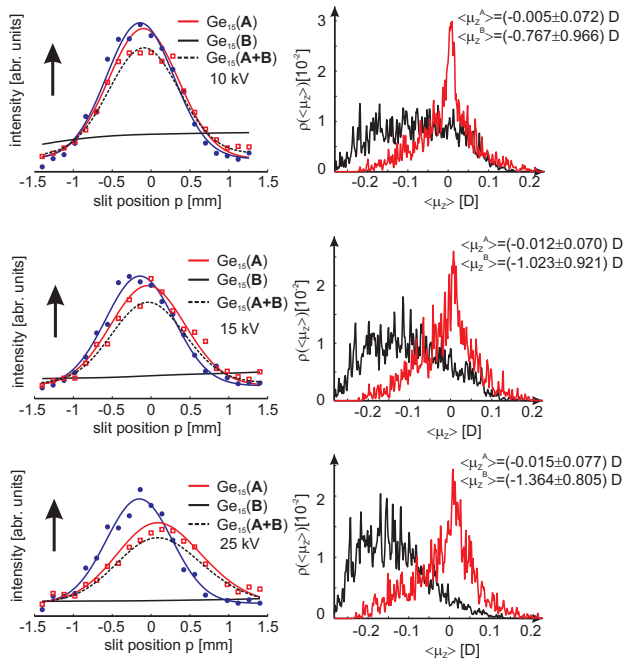 intensity [abr. units]
Ge15(A)
Ge15(B)
Ge15(A+B)
10 kV
-1.5 -1.0 -0.5 0 0.5 1.0 1.5
slit position p [mm]
<μZA>=(-0.005±0.072) D
<μZB>=(-0.767±0.966) D
ρ(<μZ>)[10-2]
3
2
1
0
-0.2 -0.1 0 0.1 0.2
<μZ> [D]
intensity [abr. units]
Ge15(A)
Ge15(B)
Ge15(A+B)
15 kV
-1.5 -1.0 -0.5 0 0.5 1.0 1.5
slit position p [mm]
<μZA>=(-0.012±0.070) D
<μZB>=(-1.023±0.921) D
ρ(<μZ>)[10-2]
2
1
0
-0.2 -0.1 0 0.1 0.2
<μZ> [D]
intensity [abr. units]
Ge15(A)
Ge15(B)
Ge15(A+B)
25 kV
-1.5 -1.0 -0.5 0 0.5 1.0 1.5
slit position p [mm]
<μZA>=(-0.015±0.077) D
<μZB>=(-1.364±0.805) D
ρ(<μZ>)[10-2]
2
1
0
-0.2 -0.1 0 0.1 0.2
<μZ> [D]